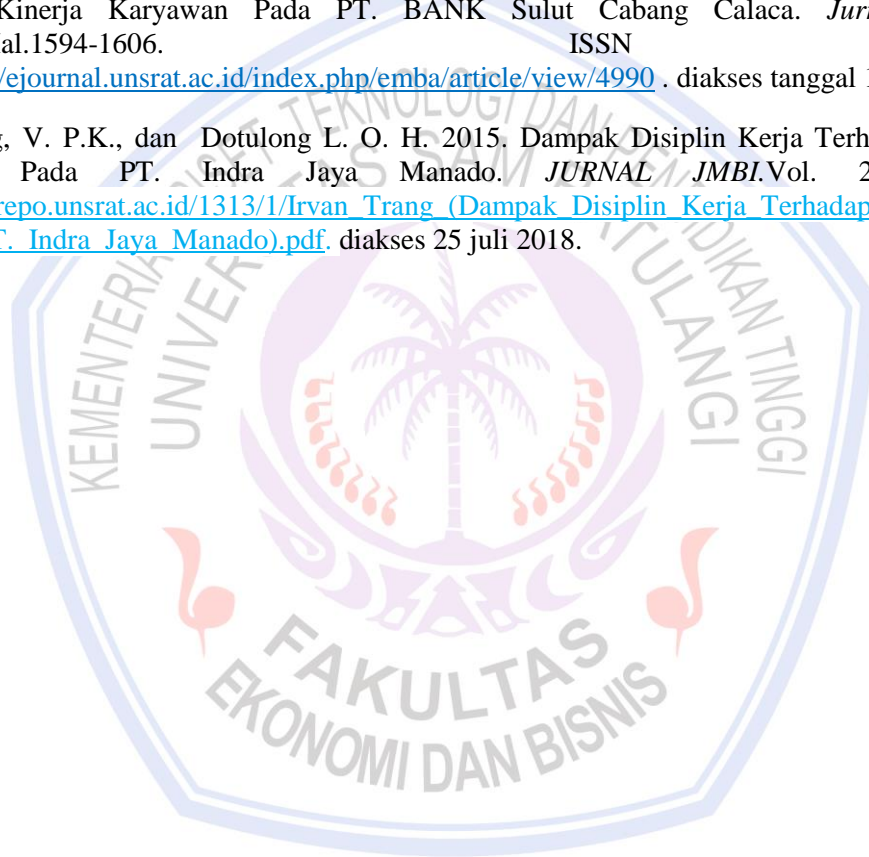 Kinerja Karyawan Pada PT. BANK Sulut Cabang Calaca. Jur
al.1594-1606. ISSN
/ejournal.unsrat.ac.id/index.php/emba/article/view/4990 . diakses tanggal 1
g, V. P.K., dan Dotulong L. O. H. 2015. Dampak Disiplin Kerja Terh
Pada PT. Indra Jaya Manado. JURNAL JMBI.Vol. 2
repo.unsrat.ac.id/1313/1/Irvan_Trang_(Dampak_Disiplin_Kerja_Terhadap
T._Indra_Jaya_Manado).pdf. diakses 25 juli 2018.
KEMENTERIAN RISET TEKNOLOGI DAN PENDIDIKAN TINGGI
UNIVERSITAS SAM RATULANGI
FAKULTAS
EKONOMI DAN BISNIS